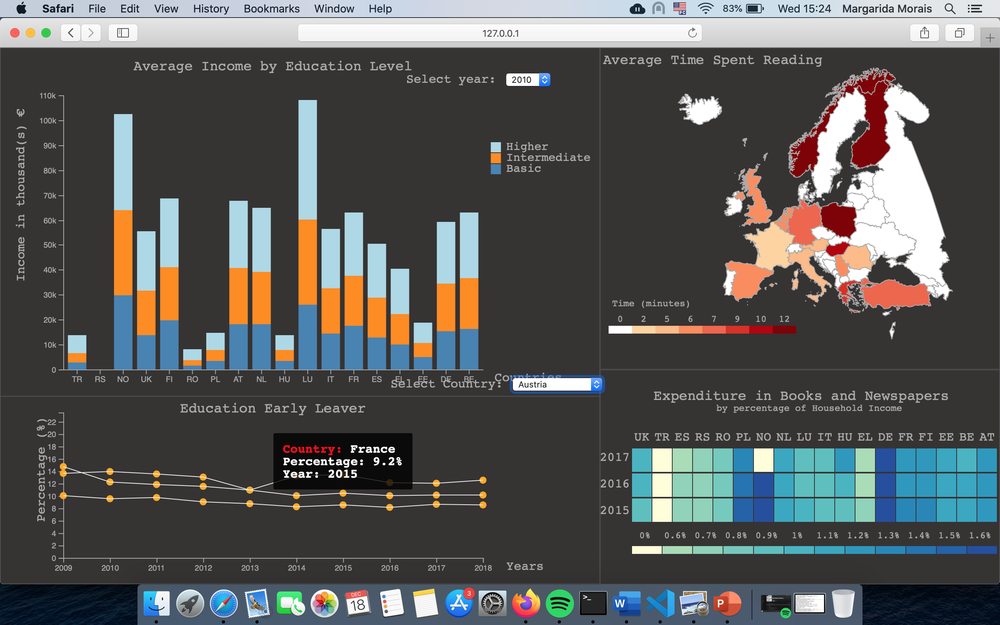 Safari File Edit View History Bookmarks Window Help
PC 83% Wed 15:24 Margarida Morais
127.0.0.1
Average Income by Education Level
Select year: 2010
Income in thousand(s) €
110k
100k
90k
80k
70k
60k
50k
40k
30k
20k
10k
0
Higher
Intermediate
Basic
TR RS NO UK FI RO PL AT NL HU LU IT FR ES EL EE DE BE
Countries
Select Country: Austria
Average Time Spent Reading
Time (minutes)
0 2 5 6 7 9 10 12
Education Early Leaver
Percentage (%)
22
20
18
16
14
12
10
8
6
4
2
0
Country: France
Percentage: 9.2%
Year: 2015
2009 2010 2011 2012 2013 2014 2015 2016 2017 2018
Years
Expenditure in Books and Newspapers
by percentage of Household Income
UK TR ES RS RO PL NO NL LU IT HU EL DE FR FI EE BE AT
2017
2016
2015
0% 0.6% 0.7% 0.8% 0.9% 1% 1.1% 1.2% 1.3% 1.4% 1.5% 1.6%
DEC
18
3
>_
W
P